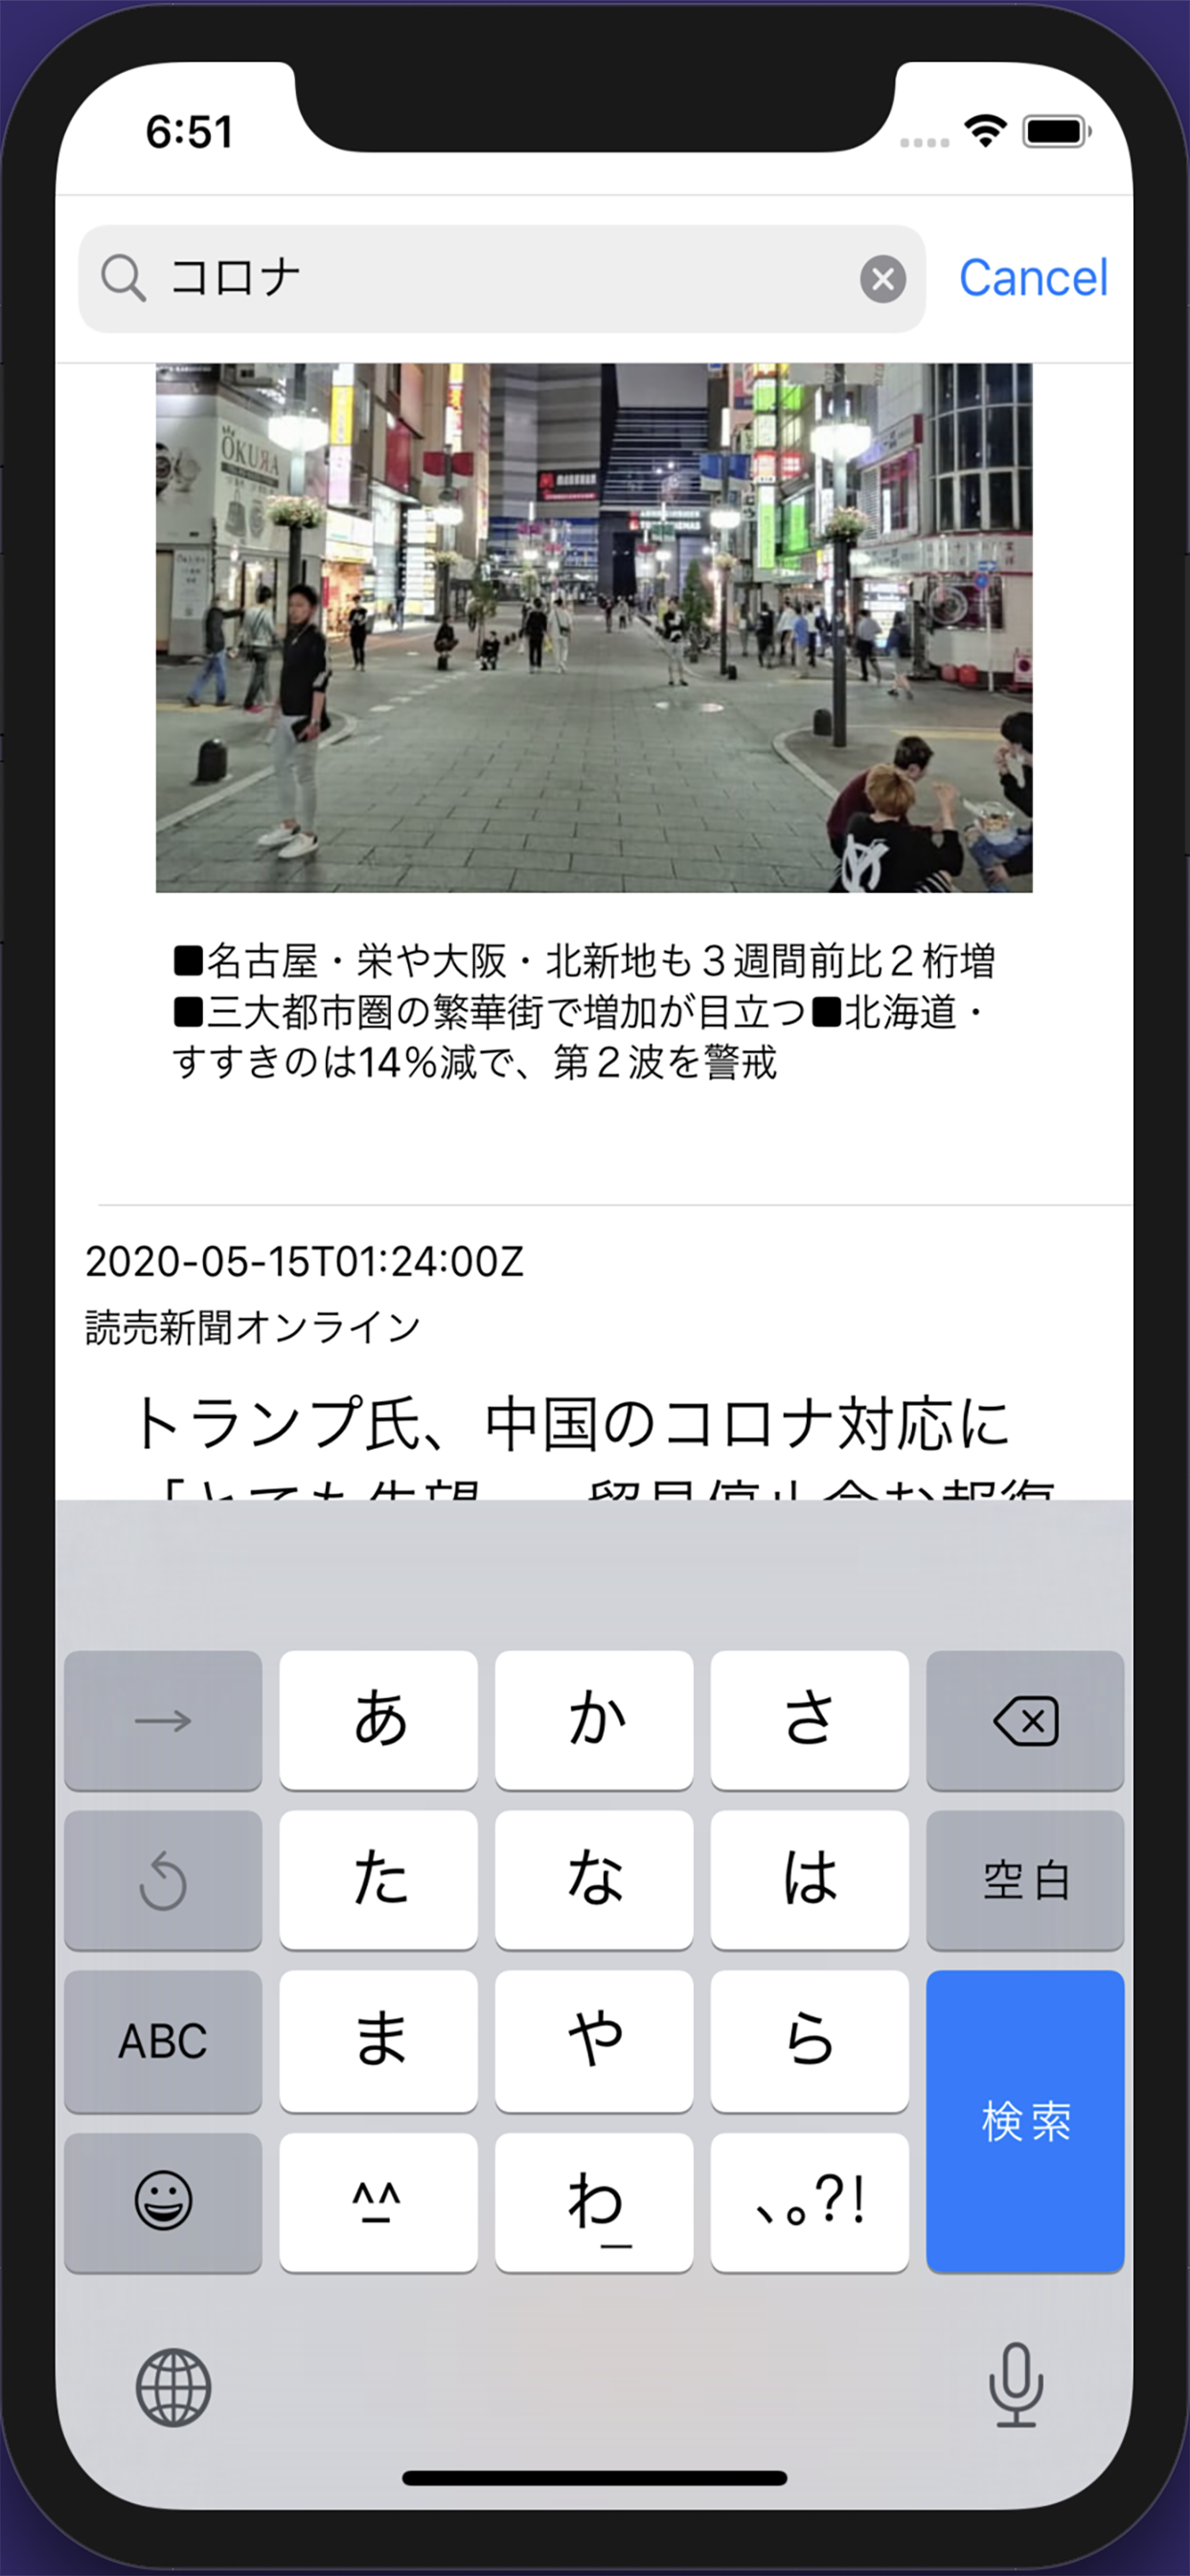 6:51
コロナ
Cancel
OKURA
■名古屋・栄や大阪・北新地も３週間前比２桁増
■三大都市圏の繁華街で増加が目立つ■北海道・
すすきのは14%減で、第２波を警戒
2020-05-15T01:24:00Z
読売新聞オンライン
トランプ氏、中国のコロナ対応に
→ あ か さ
た な は 空白
ABC ま や ら
検索
^_^ わ_ 、。?!